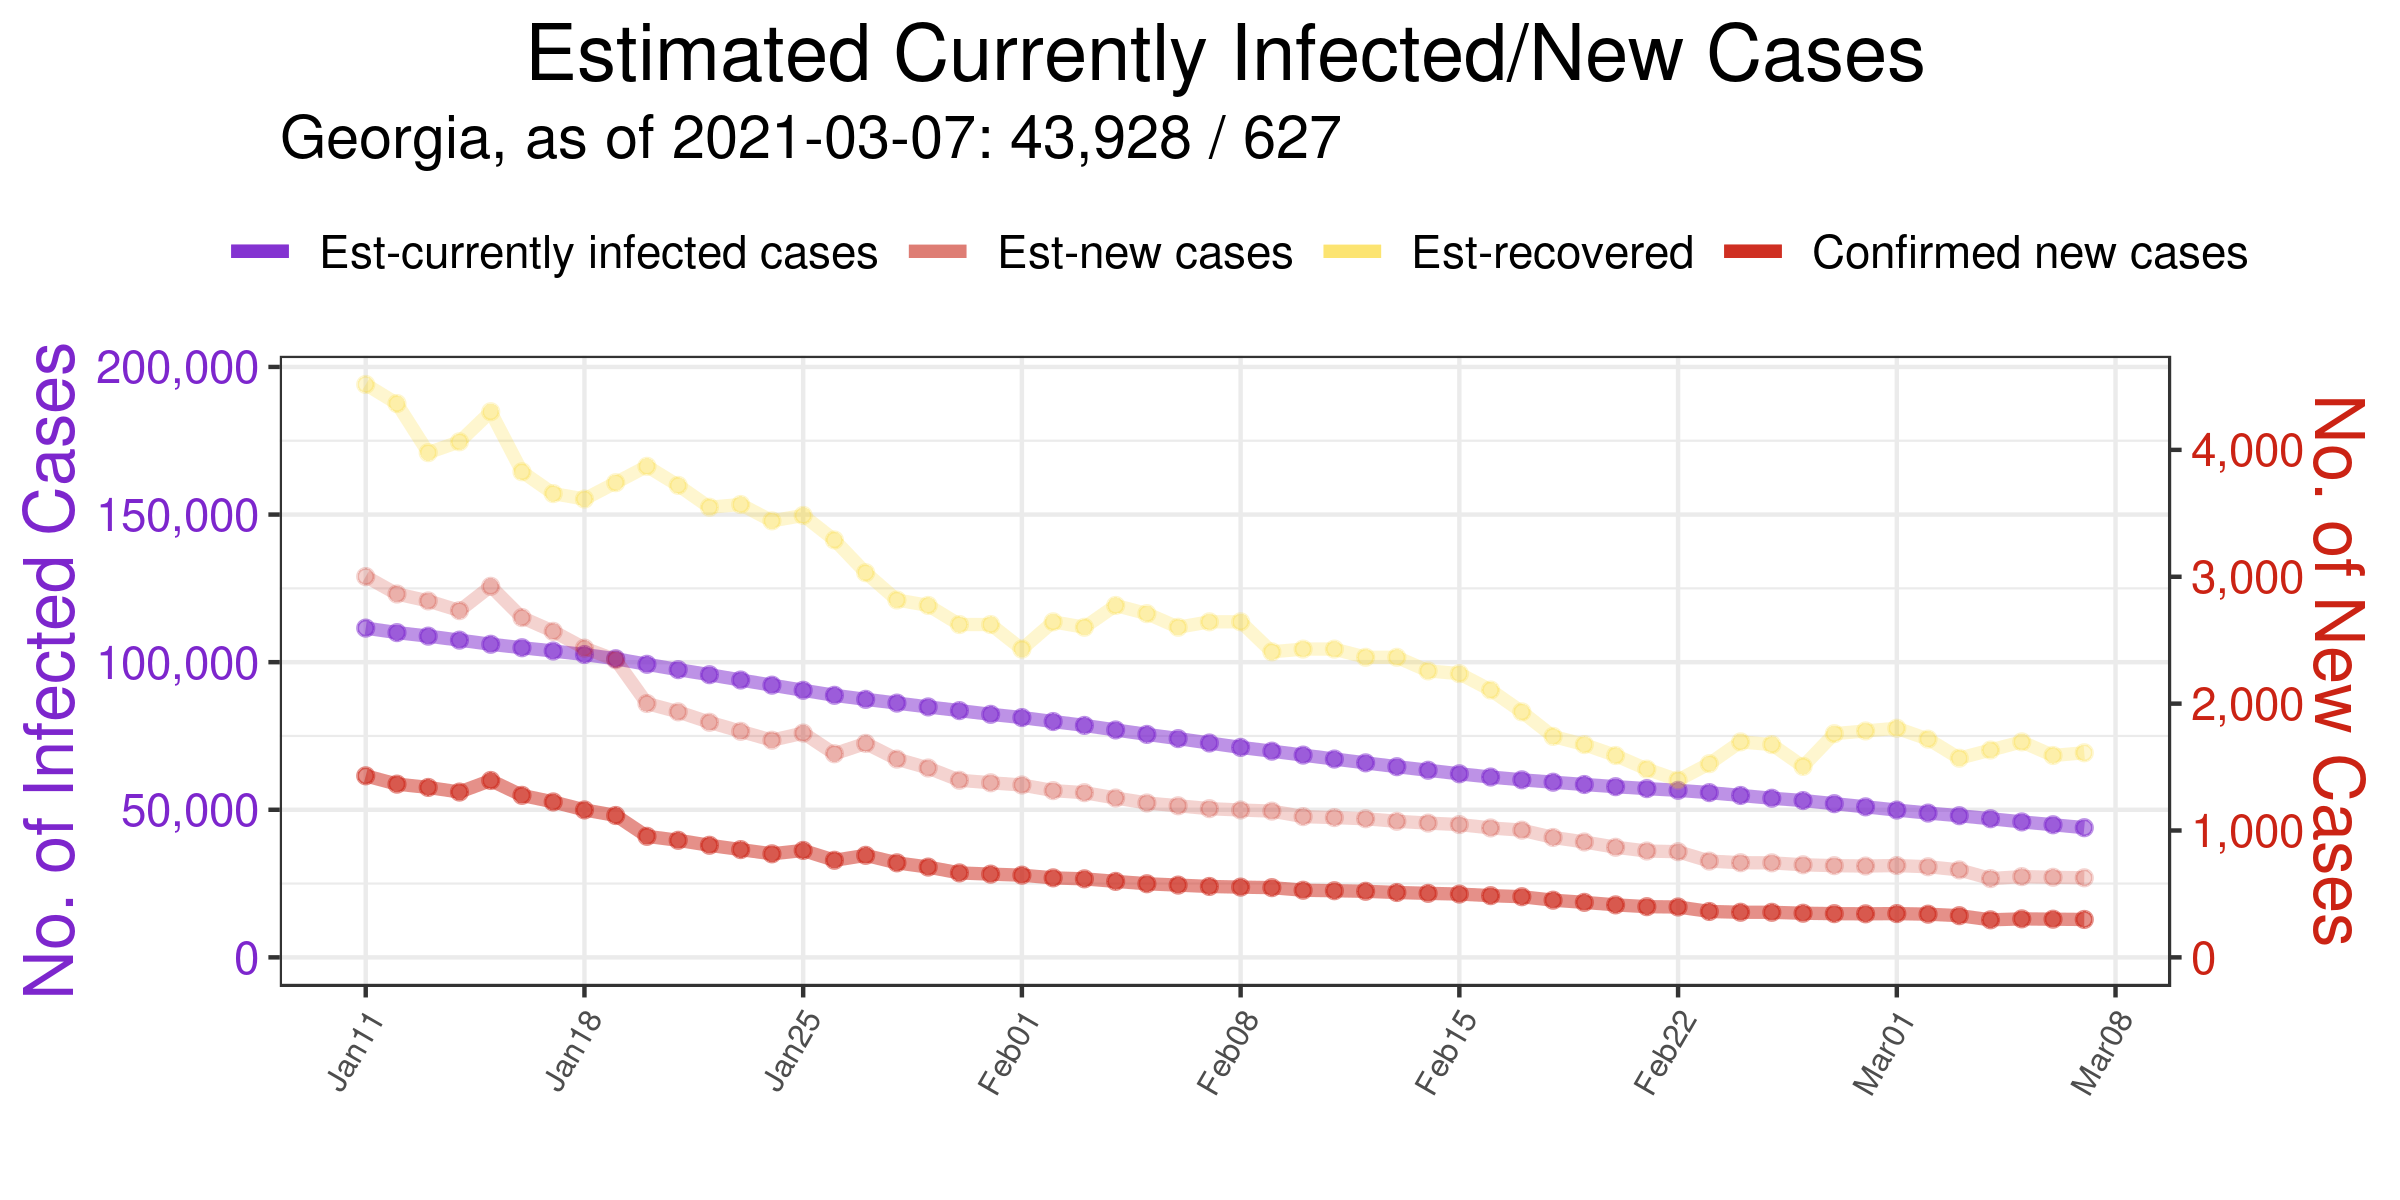 Estimated Currently Infected/New Cases
Georgia, as of 2021-03-07: 43,928 / 627
Est-currently infected cases Est-new cases Est-recovered Confirmed new cases
No. of Infected Cases
200,000
150,000
100,000
50,000
0
4,000
3,000
2,000
1,000
0
No. of New Cases
Jan11 Jan18 Jan25 Feb01 Feb08 Feb15 Feb22 Mar01 Mar08